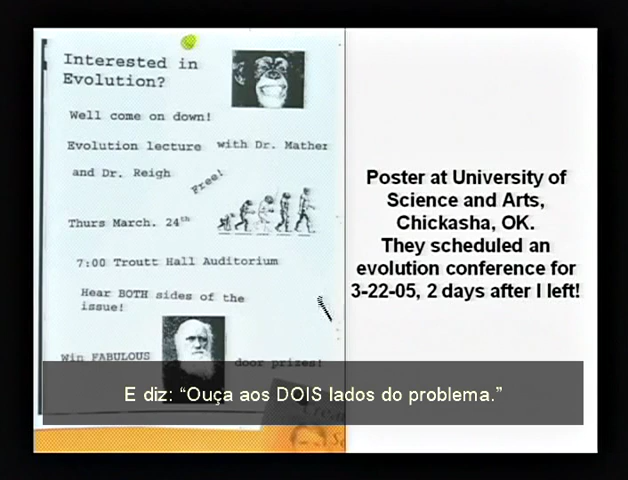 Interested in
Evolution?
Well come on down!
Evolution lecture with Dr. Mather
and Dr. Reigh
Free!
Thurs March. 24th
7:00 Troutt Hall Auditorium
Hear BOTH sides of the
issue!
Win FABULOUS door prizes!
Poster at University of
Science and Arts,
Chickasha, OK.
They scheduled an
evolution conference for
3-22-05, 2 days after I left!
E diz: “Ouça aos DOIS lados do problema.”